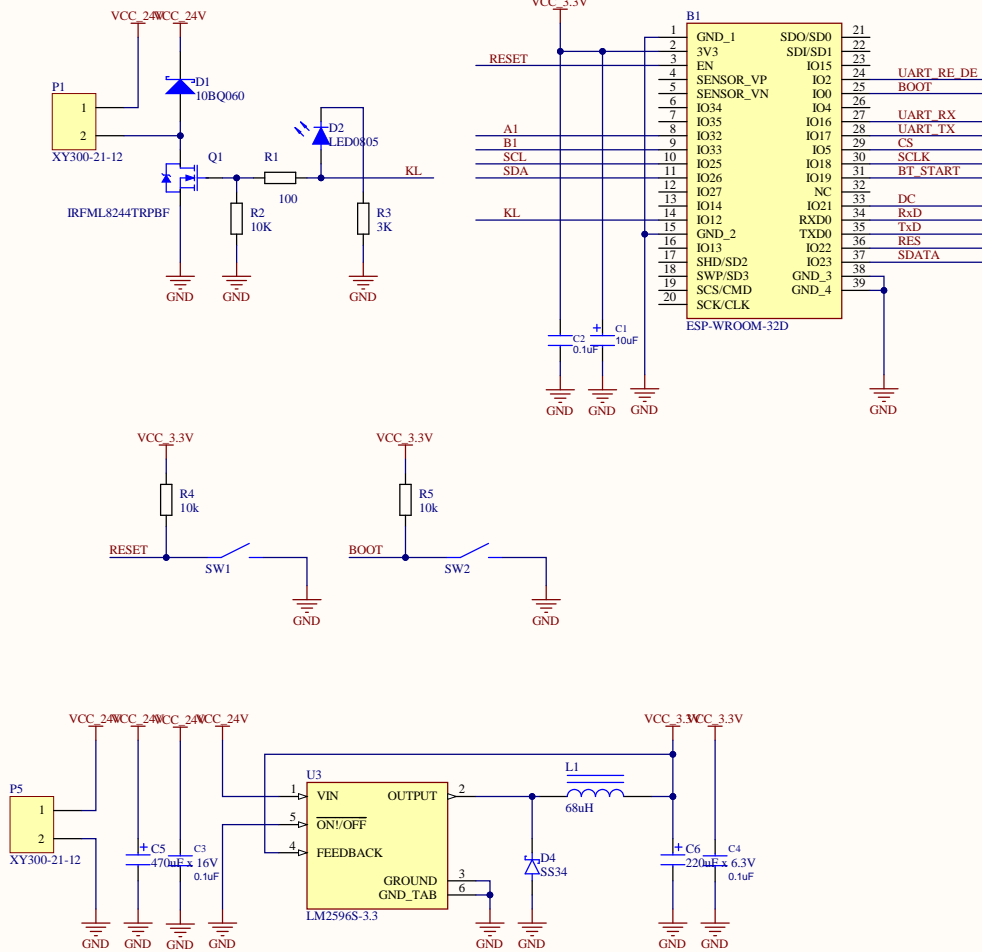 VCC_24V
VCC_24V
P1
1
2
XY300-21-12
D1
10BQ060
Q1
IRFML8244TRPBF
R1
100
R2
10K
D2
LED0805
KL
R3
3K
GND
GND
GND
VCC_3.3V
RESET
A1
B1
SCL
SDA
KL
C2
0.1uF
C1
10uF
GND
GND
GND
B1
1 GND_1 SDO/SD0 21
2 3V3 SDI/SD1 22
3 EN IO15 23
4 SENSOR_VP IO2 24 UART_RE_DE
5 SENSOR_VN IO0 25 BOOT
6 IO34 IO4 26
7 IO35 IO16 27 UART_RX
8 IO32 IO17 28 UART_TX
9 IO33 IO5 29 CS
10 IO25 IO18 30 SCLK
11 IO26 IO19 31 BT_START
12 IO27 NC 32
13 IO14 IO21 33 DC
14 IO12 RXD0 34 RxD
15 GND_2 TXD0 35 TxD
16 IO13 IO22 36 RES
17 SHD/SD2 IO23 37 SDATA
18 SWP/SD3 GND_3 38
19 SCS/CMD GND_4 39
20 SCK/CLK
ESP-WROOM-32D
GND
VCC_3.3V
R4
10k
RESET
SW1
GND
VCC_3.3V
R5
10k
BOOT
SW2
GND
VCC_24V
VCC_24V
VCC_24V
VCC_24V
P5
1
2
XY300-21-12
C5
470uF x 16V
C3
0.1uF
GND
GND
GND
GND
U3
1 VIN OUTPUT 2
5 ON!/OFF
4 FEEDBACK
GROUND 3
GND_TAB 6
LM2596S-3.3
GND
D4
SS34
GND
L1
68uH
VCC_3.3V
VCC_3.3V
C6
220uF x 6.3V
C4
0.1uF
GND
GND